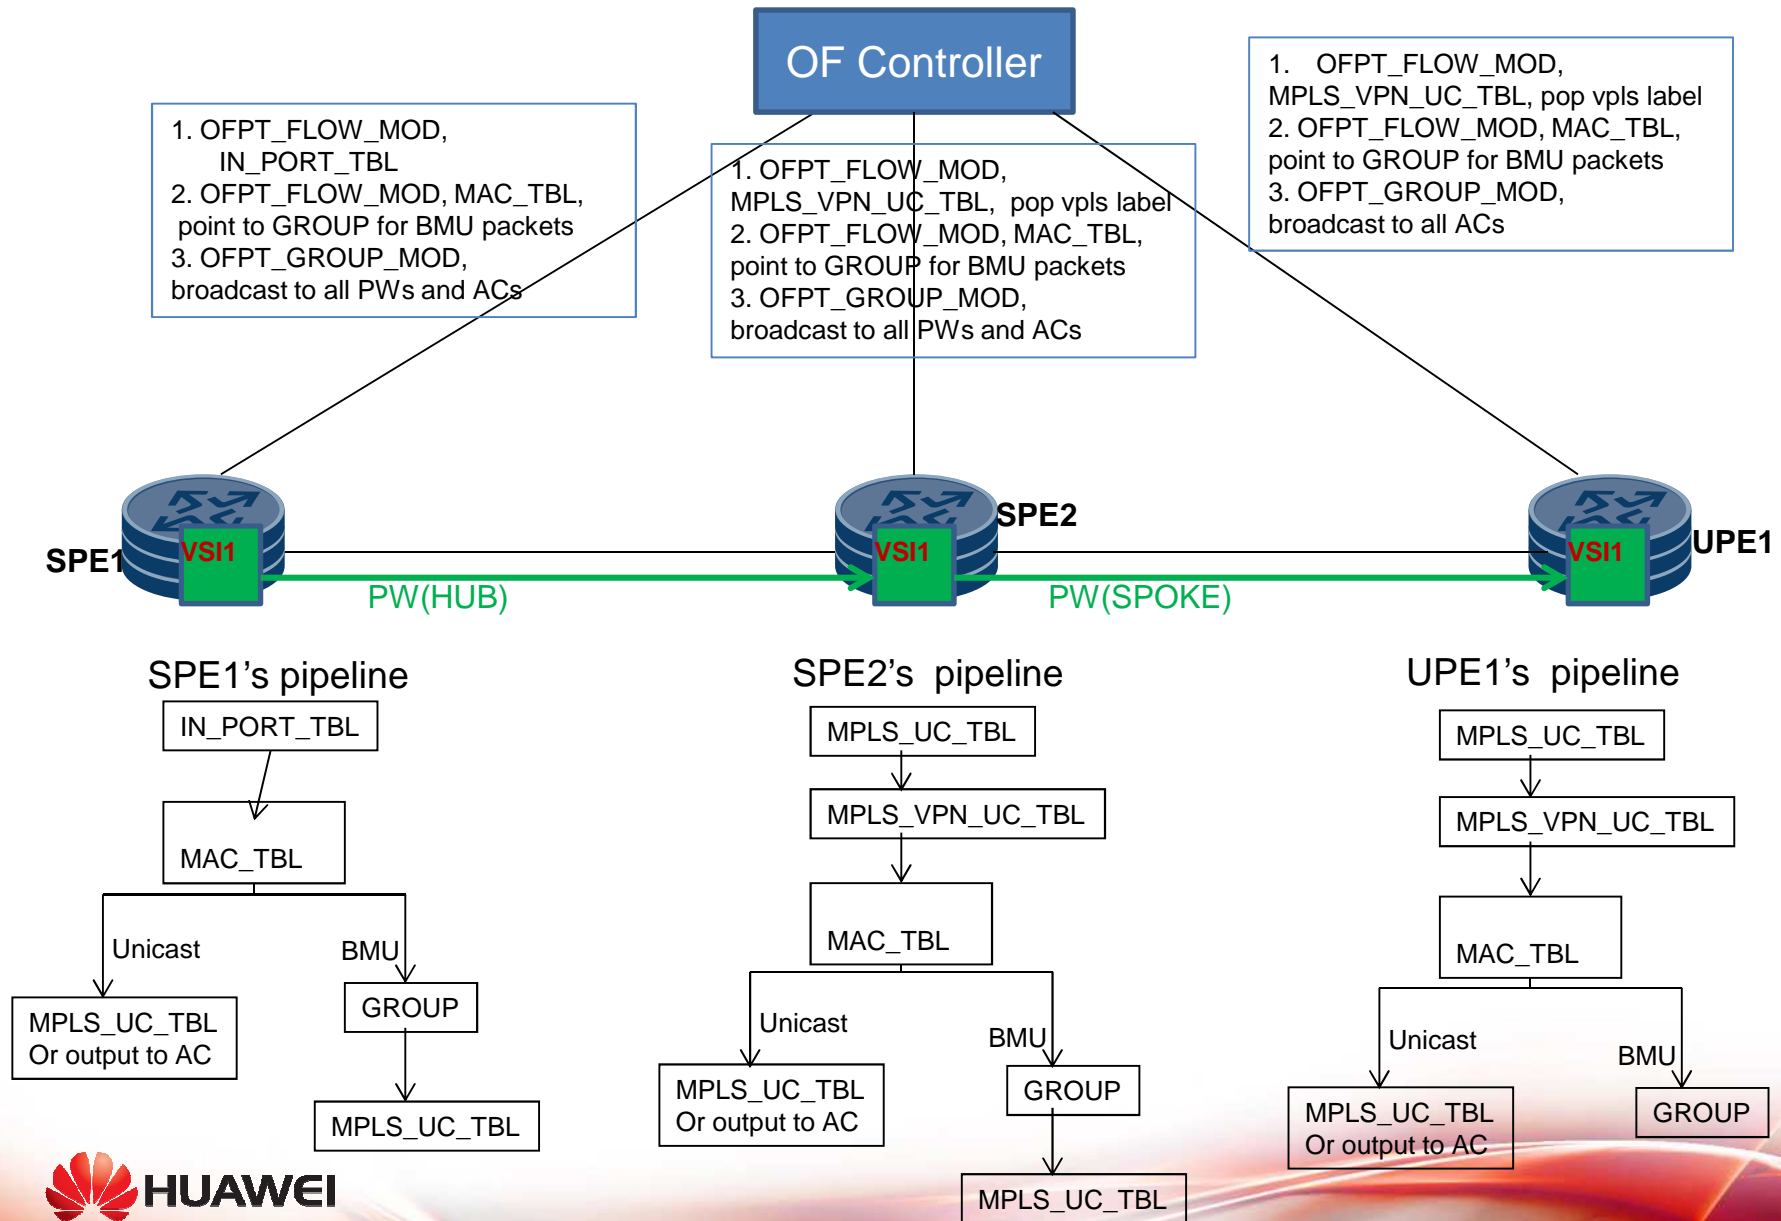 OF Controller
1. OFPT_FLOW_MOD,
IN_PORT_TBL
2. OFPT_FLOW_MOD, MAC_TBL,
point to GROUP for BMU packets
3. OFPT_GROUP_MOD,
broadcast to all PWs and ACs
1. OFPT_FLOW_MOD,
MPLS_VPN_UC_TBL, pop vpls label
2. OFPT_FLOW_MOD, MAC_TBL,
point to GROUP for BMU packets
3. OFPT_GROUP_MOD,
broadcast to all PWs and ACs
1. OFPT_FLOW_MOD,
MPLS_VPN_UC_TBL, pop vpls label
2. OFPT_FLOW_MOD, MAC_TBL,
point to GROUP for BMU packets
3. OFPT_GROUP_MOD,
broadcast to all ACs
SPE1
VSI1
PW(HUB)
VSI1
SPE2
PW(SPOKE)
VSI1
UPE1
SPE1’s pipeline
IN_PORT_TBL
MAC_TBL
Unicast
BMU
MPLS_UC_TBL
Or output to AC
GROUP
MPLS_UC_TBL
SPE2’s pipeline
MPLS_UC_TBL
MPLS_VPN_UC_TBL
MAC_TBL
Unicast
BMU
MPLS_UC_TBL
Or output to AC
GROUP
MPLS_UC_TBL
UPE1’s pipeline
MPLS_UC_TBL
MPLS_VPN_UC_TBL
MAC_TBL
Unicast
BMU
MPLS_UC_TBL
Or output to AC
GROUP
HUAWEI